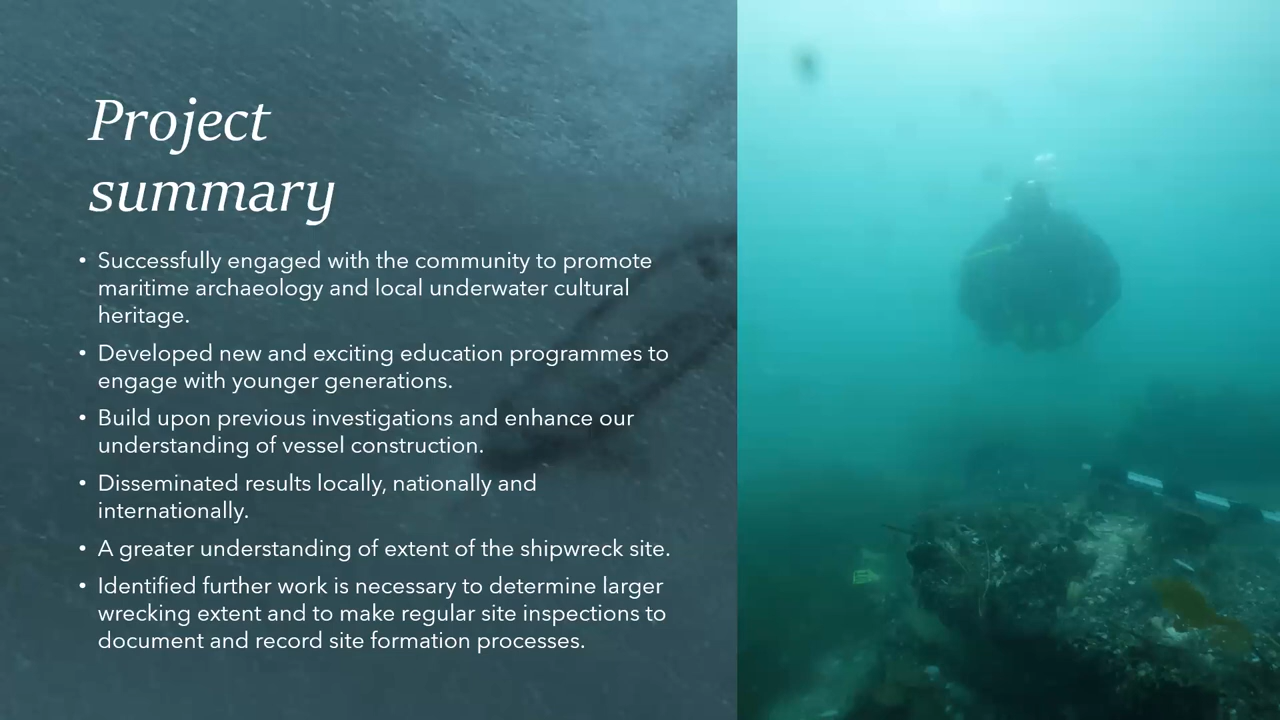 Project
summary
• Successfully engaged with the community to promote
maritime archaeology and local underwater cultural
heritage.
• Developed new and exciting education programmes to
engage with younger generations.
• Build upon previous investigations and enhance our
understanding of vessel construction.
• Disseminated results locally, nationally and
internationally.
• A greater understanding of extent of the shipwreck site.
• Identified further work is necessary to determine larger
wrecking extent and to make regular site inspections to
document and record site formation processes.